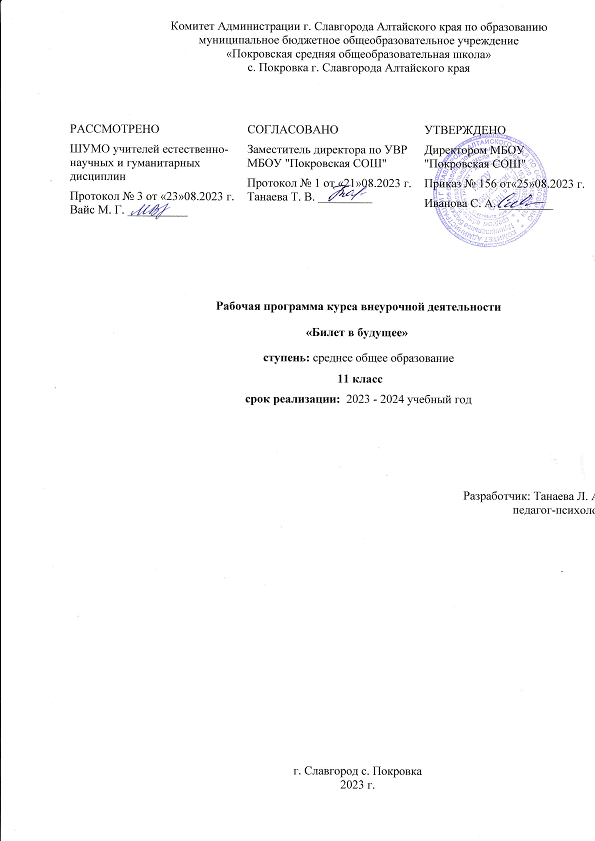 Комитет Администрации г. Славгорода Алтайского края по образованию
муниципальное бюджетное общеобразовательное учреждение
«Покровская средняя общеобразовательная школа»
с. Покровка г. Славгорода Алтайского края
РАССМОТРЕНО
ШУМО учителей естественно-
научных и гуманитарных
дисциплин
Протокол № 3 от «23»08.2023 г.
Вайс М. Г.
СОГЛАСОВАНО
Заместитель директора по УВР
МБОУ "Покровская СОШ"
Протокол № 1 от «21»08.2023 г.
Танаева Т. В.
УТВЕРЖДЕНО
Директором МБОУ
"Покровская СОШ"
Приказ № 156 от«25»08.2023 г.
Иванова С. А.
Рабочая программа курса внеурочной деятельности
«Билет в будущее»
ступень: среднее общее образование
11 класс
срок реализации: 2023 - 2024 учебный год
Разработчик: Танаева Л. А
педагог-психоло
г. Славгород с. Покровка
2023 г.